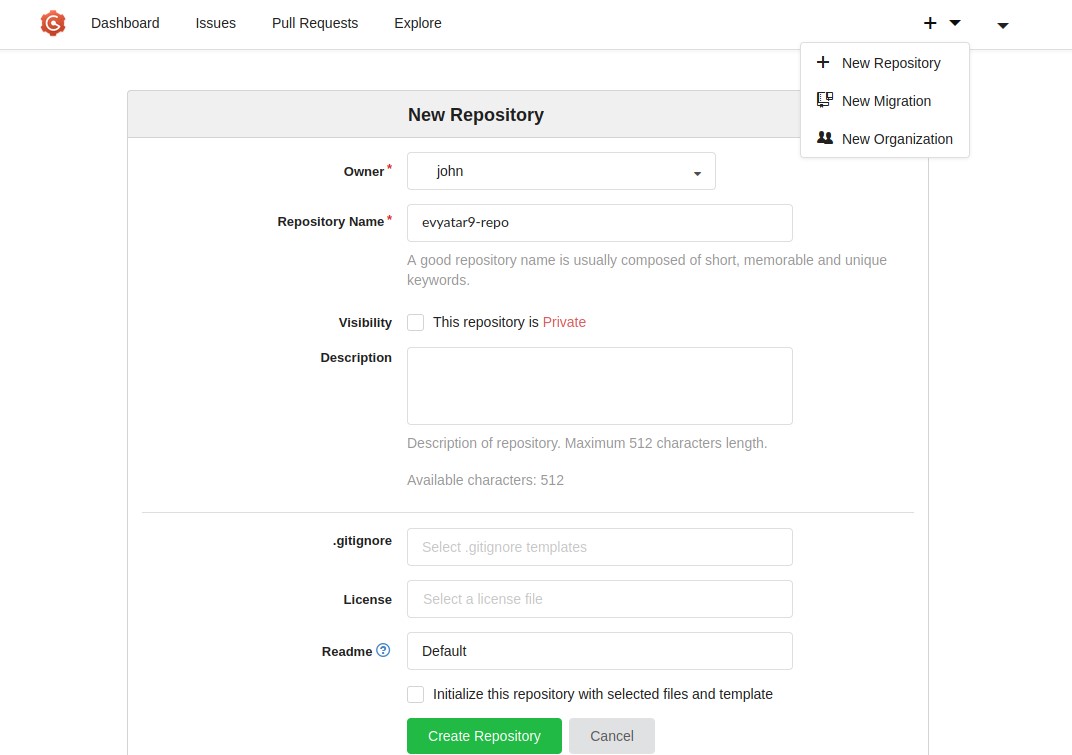 Dashboard Issues Pull Requests Explore
New Repository
New Migration
New Organization
New Repository
Owner* john
Repository Name* evyatar9-repo
A good repository name is usually composed of short, memorable and unique
keywords.
Visibility This repository is Private
Description
Description of repository. Maximum 512 characters length.
Available characters: 512
.gitignore Select .gitignore templates
License Select a license file
Readme Default
Initialize this repository with selected files and template
Create Repository Cancel